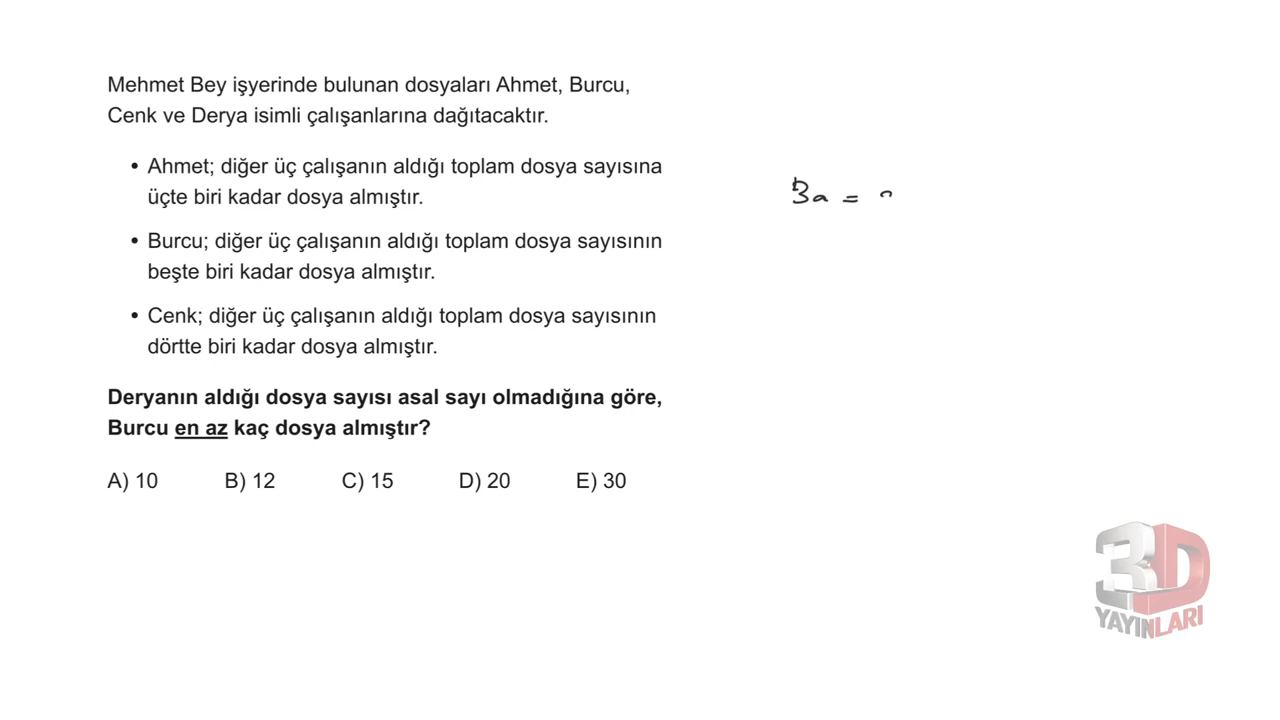 Mehmet Bey işyerinde bulunan dosyaları Ahmet, Burcu,
Cenk ve Derya isimli çalışanlarına dağıtacaktır.
• Ahmet; diğer üç çalışanın aldığı toplam dosya sayısına
üçte biri kadar dosya almıştır.
• Burcu; diğer üç çalışanın aldığı toplam dosya sayısının
beşte biri kadar dosya almıştır.
• Cenk; diğer üç çalışanın aldığı toplam dosya sayısının
dörtte biri kadar dosya almıştır.
Deryanın aldığı dosya sayısı asal sayı olmadığına göre,
Burcu en az kaç dosya almıştır?
A) 10 B) 12 C) 15 D) 20 E) 30
3a =
3D
YAYINLARI